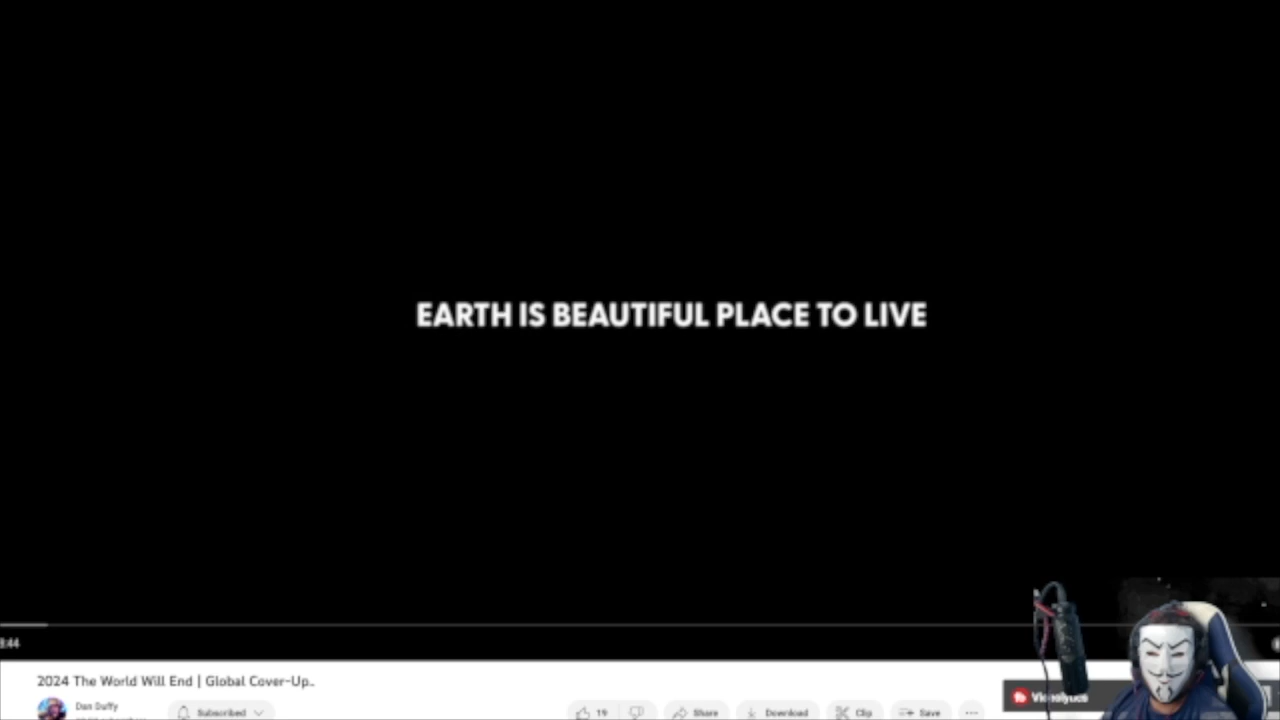 EARTH IS BEAUTIFUL PLACE TO LIVE
2024 The World Will End | Global Cover-Up..
Dan Duffy
Subscribed
19
Share
Download
Clip
Save